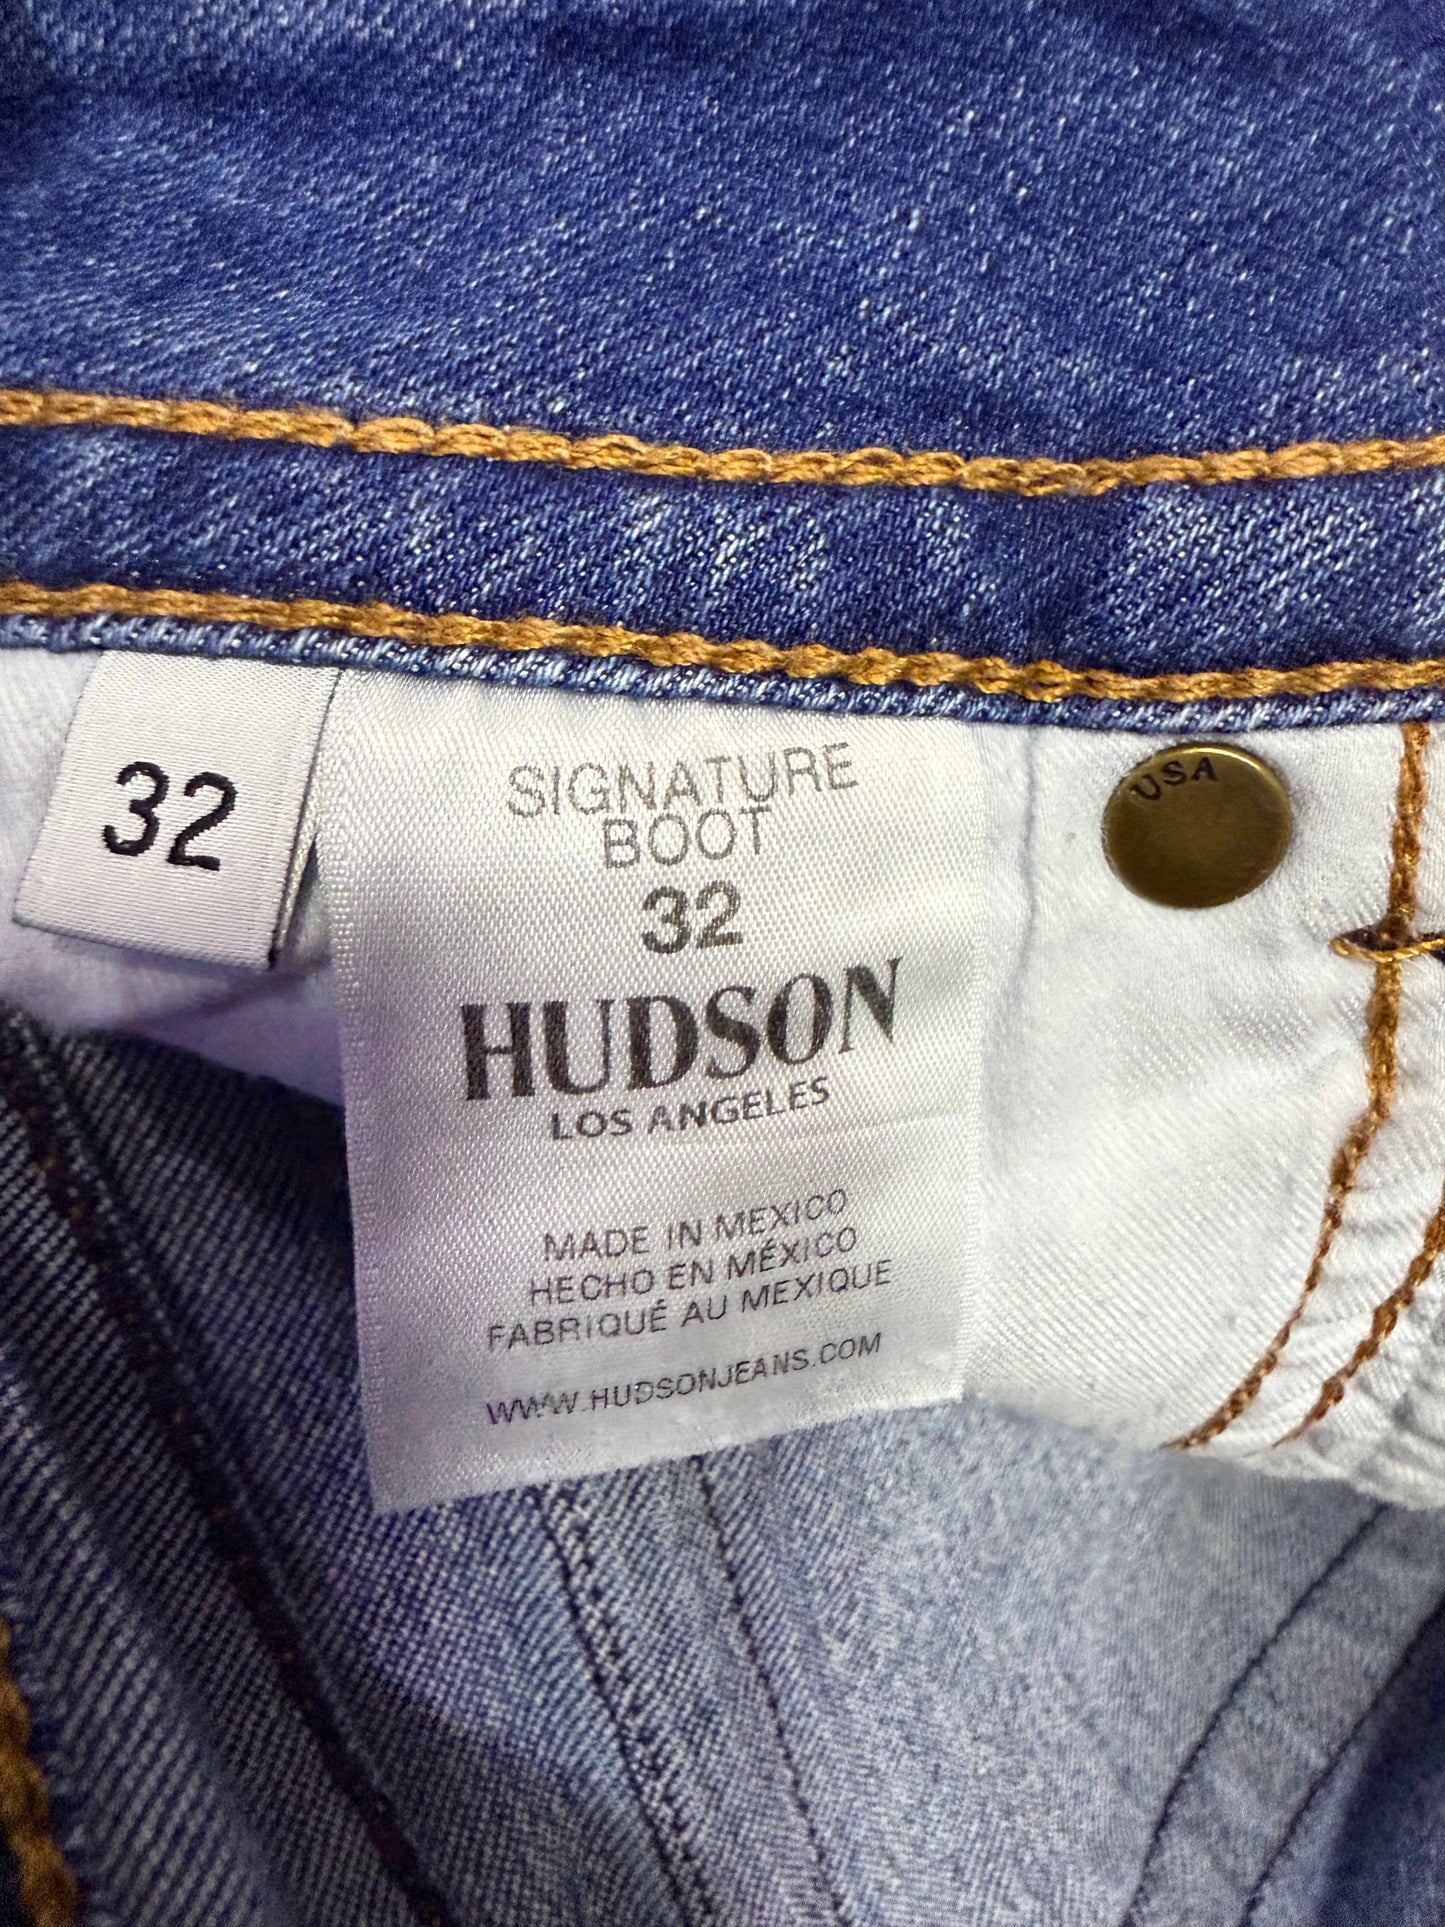 32
SIGNATURE
BOOT
32
HUDSON
LOS ANGELES
MADE IN MEXICO
HECHO EN MÉXICO
FABRIQUÉ AU MEXIQUE
WWW.HUDSONJEANS.COM
USA